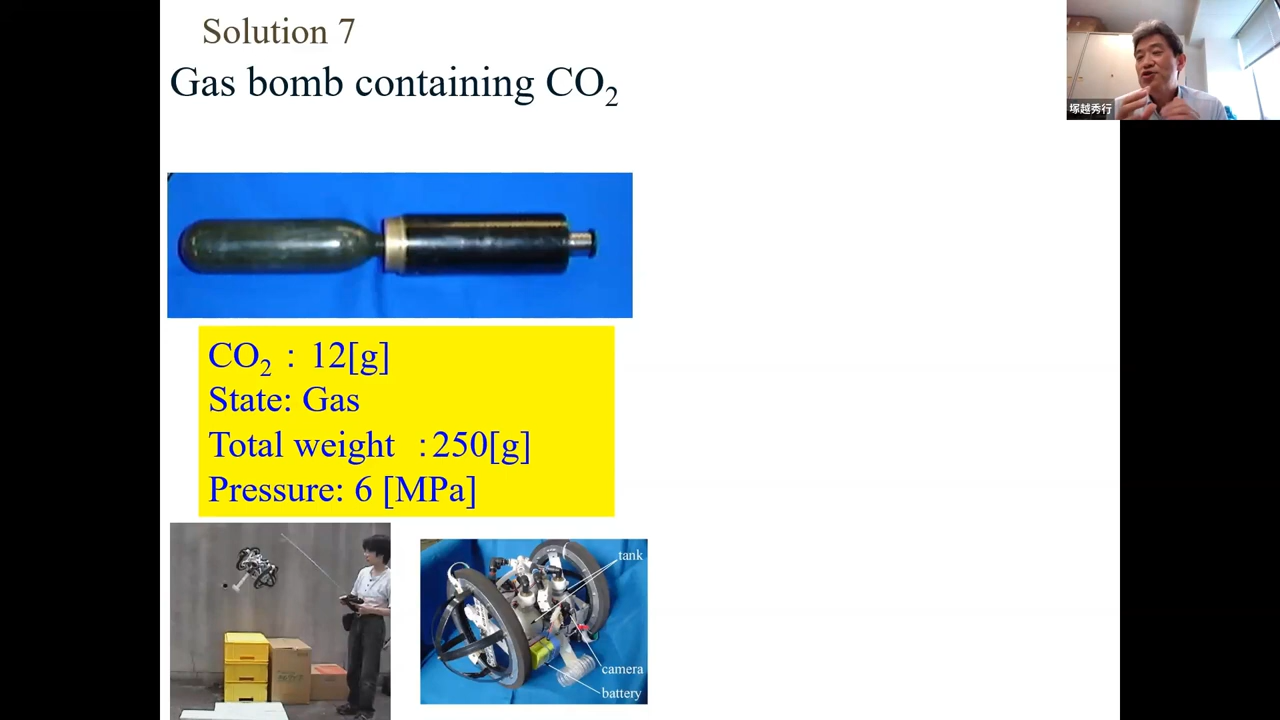 Solution 7
Gas bomb containing CO₂
塚越秀行
CO₂ : 12[g]
State: Gas
Total weight :250[g]
Pressure: 6 [MPa]
tank
camera
battery